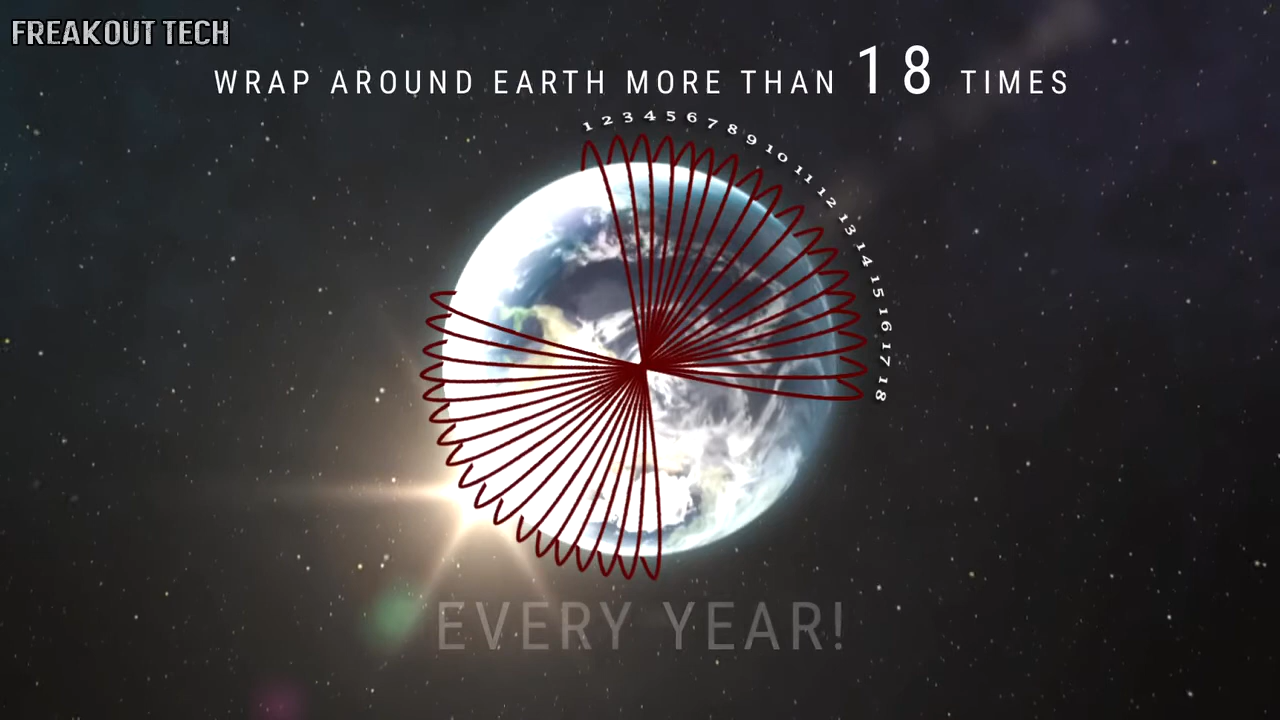 FREAKOUT TECH
WRAP AROUND EARTH MORE THAN 18 TIMES
1 2 3 4 5 6 7 8 9 10 11 12 13 14 15 16 17 18
EVERY YEAR!